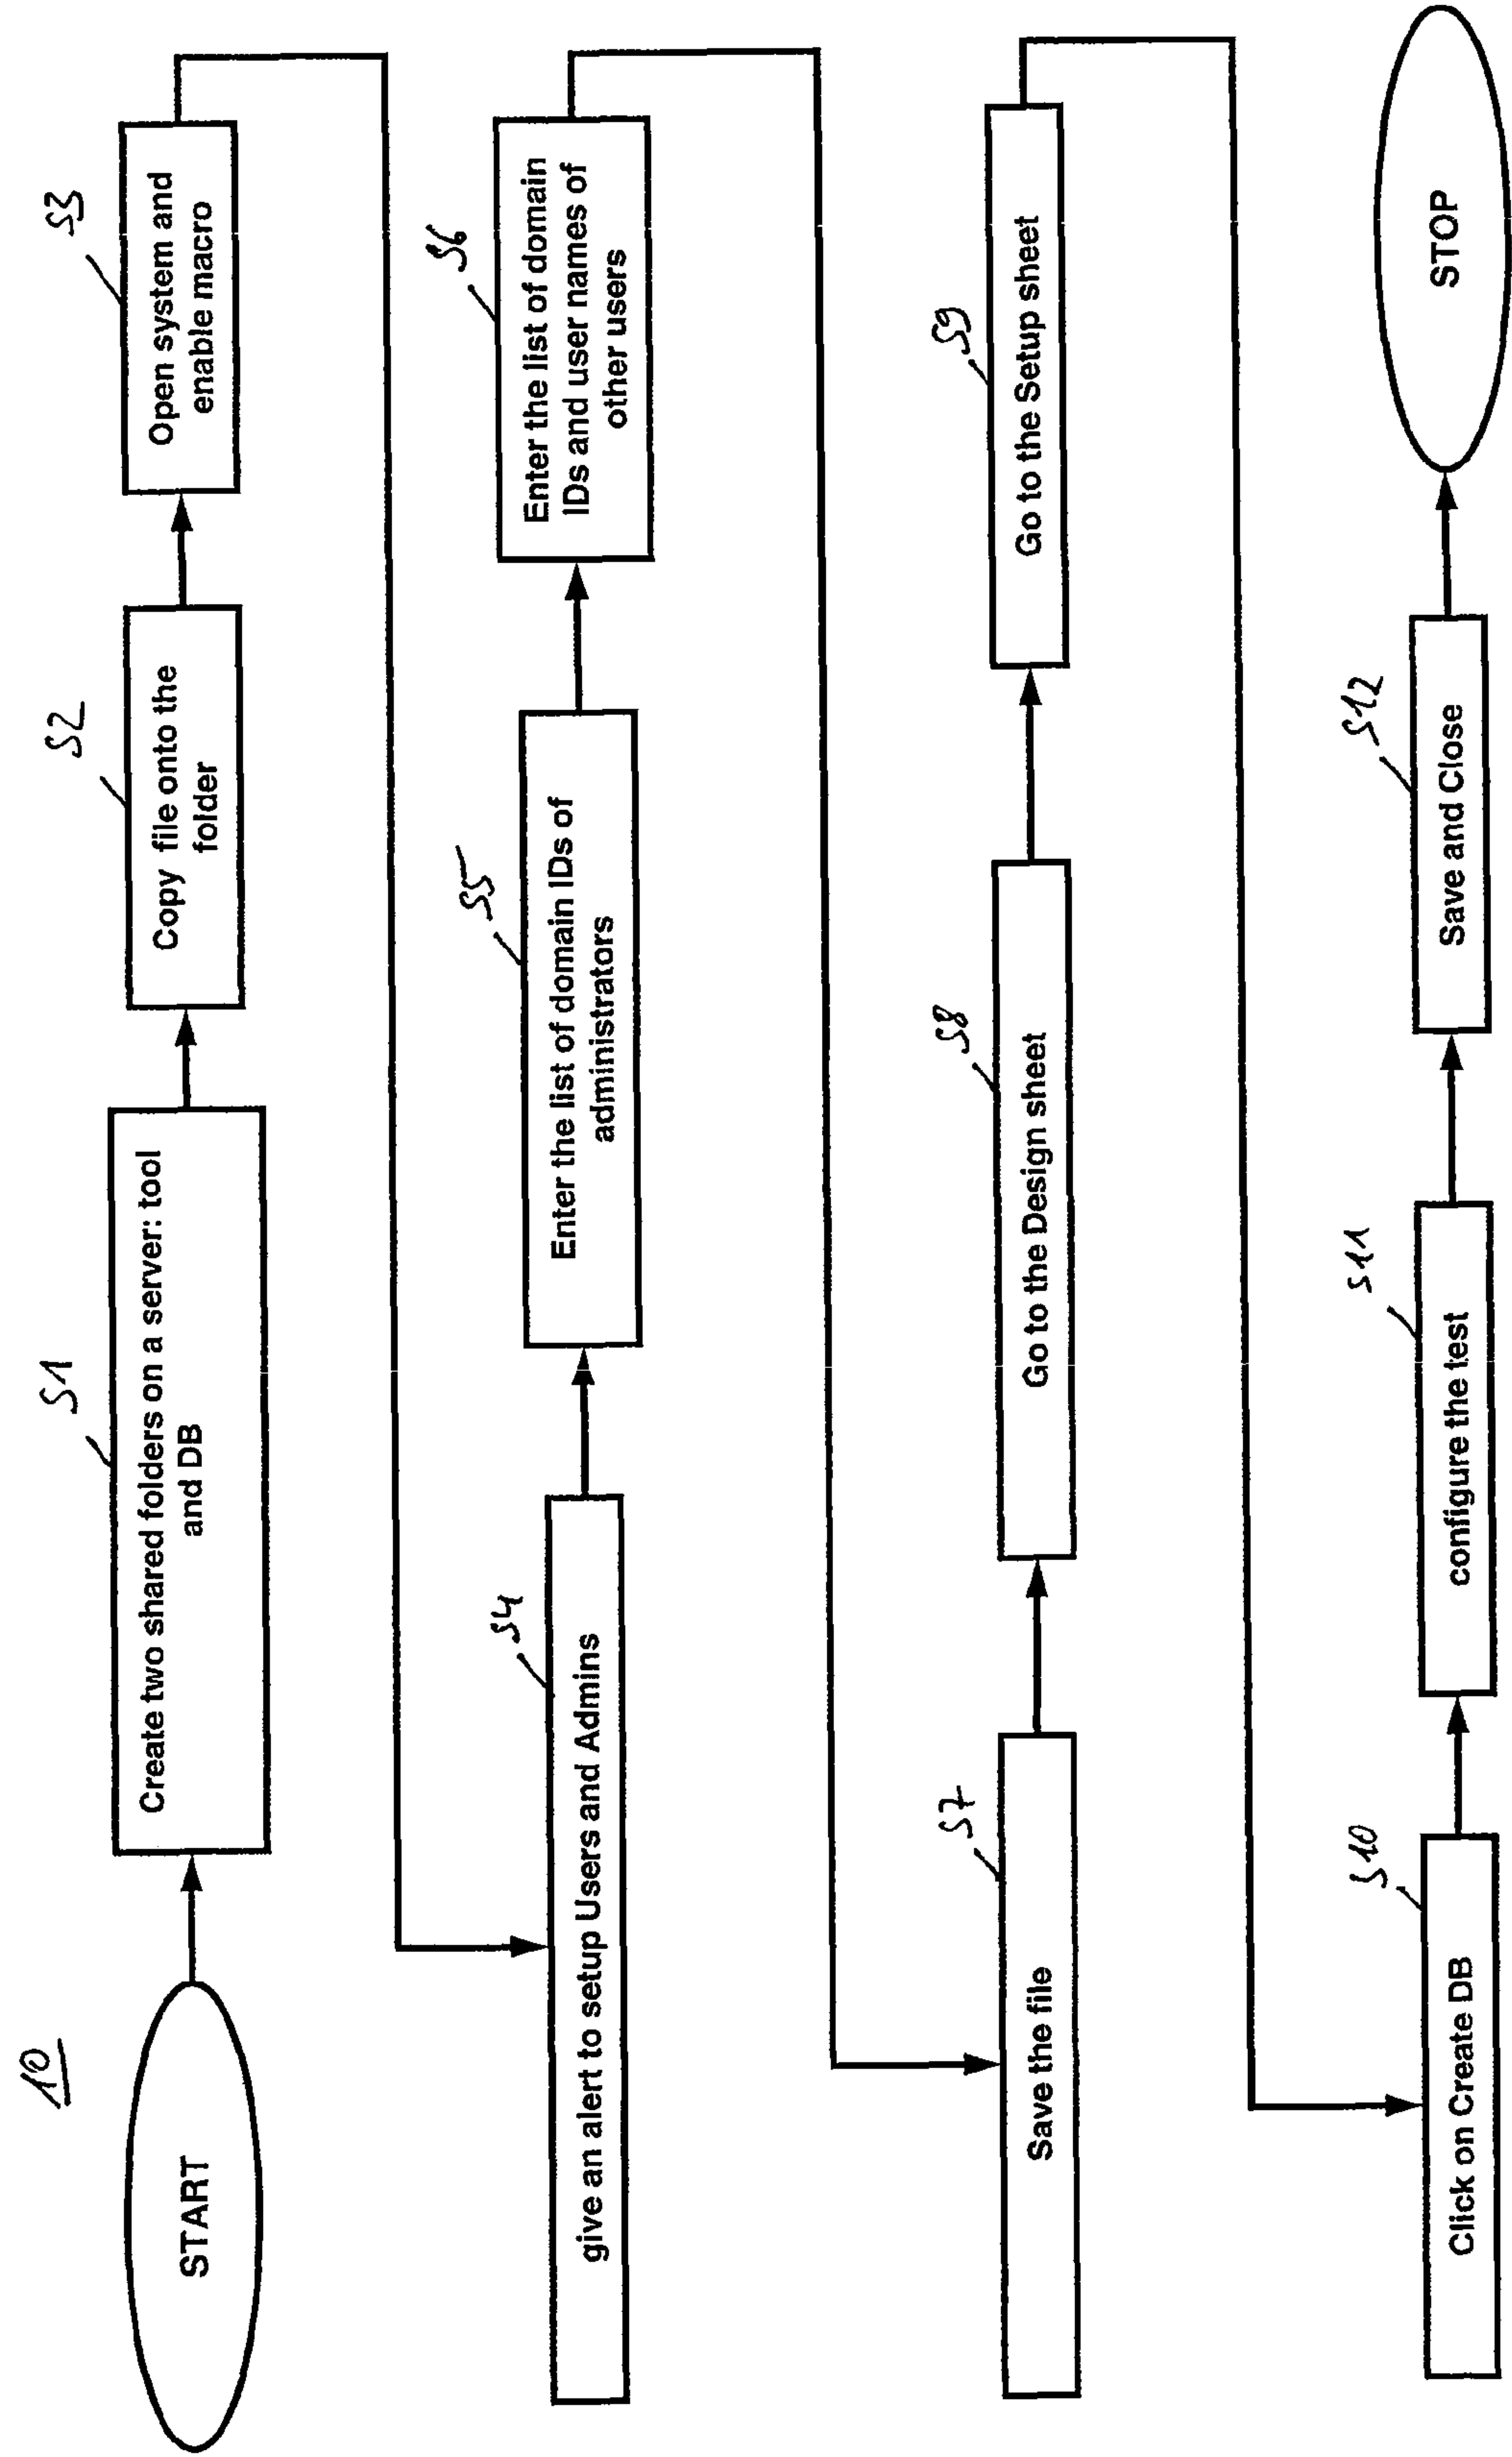 10
START
S1
Create two shared folders on a server: tool
and DB
S2
Copy file onto the
folder
S3
Open system and
enable macro
S4
give an alert to setup Users and Admins
S5
Enter the list of domain IDs of
administrators
S6
Enter the list of domain
IDs and user names of
other users
S7
Save the file
S8
Go to the Design sheet
S9
Go to the Setup sheet
S10
Click on Create DB
S11
configure the test
S12
Save and Close
STOP